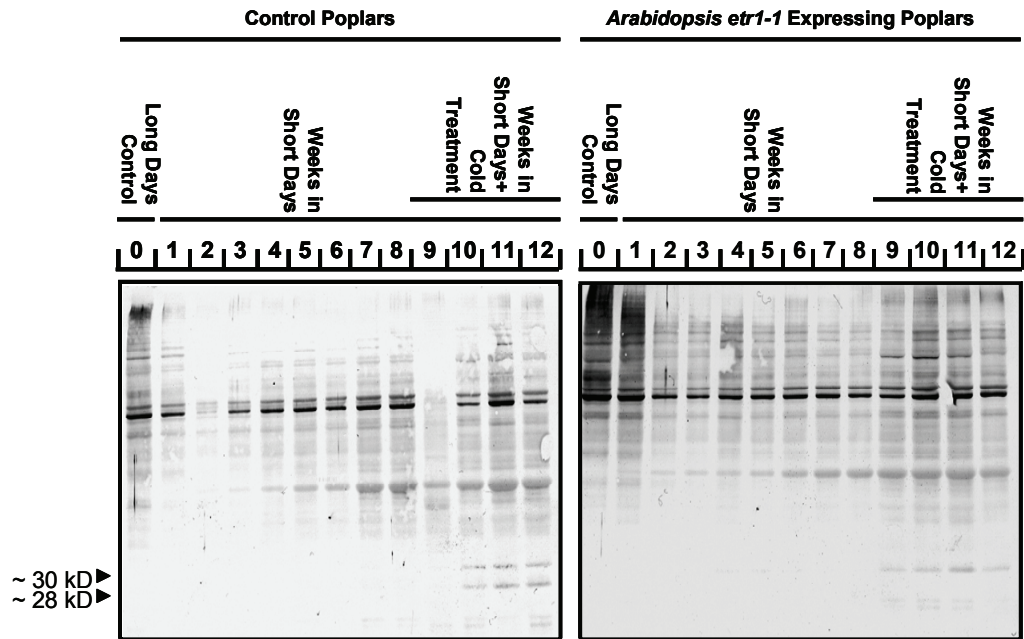 Control Poplars
Arabidopsis etr1-1 Expressing Poplars
Long Days
Control
Weeks in
Short Days
Weeks in
Short Days+
Cold
Treatment
Long Days
Control
Weeks in
Short Days
Weeks in
Short Days+
Cold
Treatment
0 1 2 3 4 5 6 7 8 9 10 11 12
0 1 2 3 4 5 6 7 8 9 10 11 12
~ 30 kD
~ 28 kD